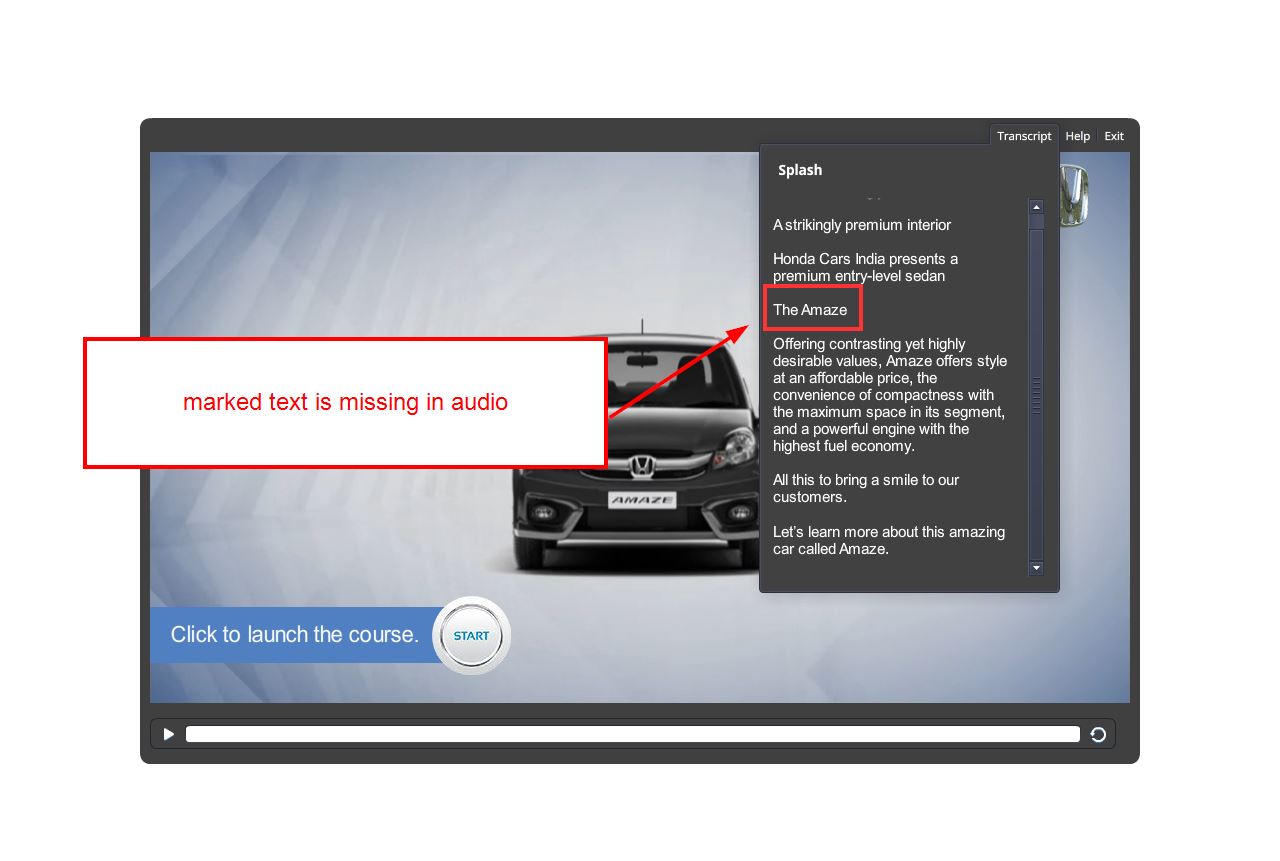 Transcript Help Exit
Splash
A strikingly premium interior
Honda Cars India presents a
premium entry-level sedan
The Amaze
Offering contrasting yet highly
desirable values, Amaze offers style
at an affordable price, the
convenience of compactness with
the maximum space in its segment,
and a powerful engine with the
highest fuel economy.
All this to bring a smile to our
customers.
Let’s learn more about this amazing
car called Amaze.
marked text is missing in audio
AMAZE
Click to launch the course.
START